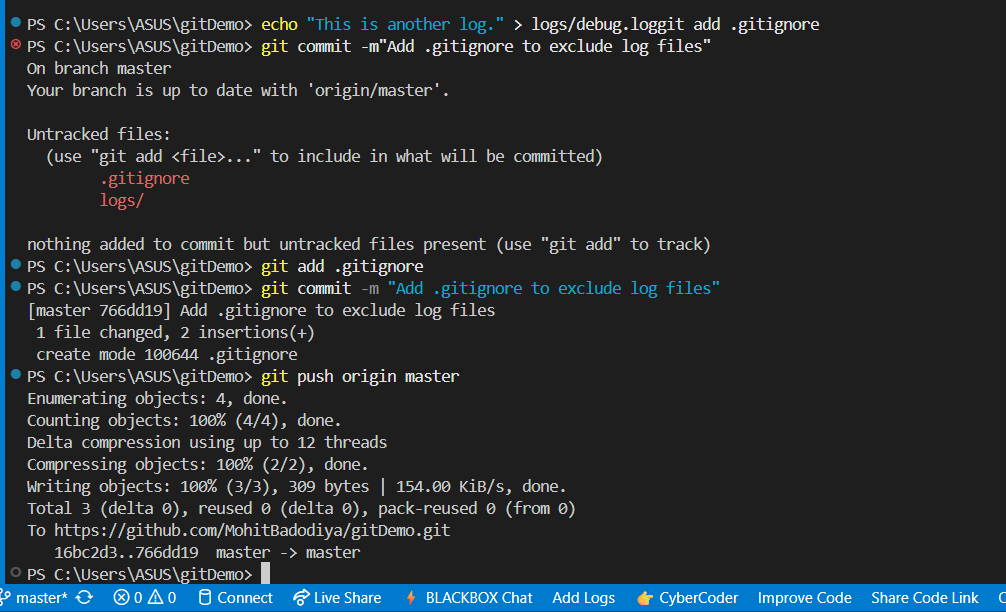 PS C:\Users\ASUS\gitDemo> echo "This is another log." > logs/debug.loggit add .gitignore
PS C:\Users\ASUS\gitDemo> git commit -m"Add .gitignore to exclude log files"
On branch master
Your branch is up to date with 'origin/master'.
Untracked files:
  (use "git add <file>..." to include in what will be committed)
        .gitignore
        logs/
nothing added to commit but untracked files present (use "git add" to track)
PS C:\Users\ASUS\gitDemo> git add .gitignore
PS C:\Users\ASUS\gitDemo> git commit -m "Add .gitignore to exclude log files"
[master 766dd19] Add .gitignore to exclude log files
 1 file changed, 2 insertions(+)
 create mode 100644 .gitignore
PS C:\Users\ASUS\gitDemo> git push origin master
Enumerating objects: 4, done.
Counting objects: 100% (4/4), done.
Delta compression using up to 12 threads
Compressing objects: 100% (2/2), done.
Writing objects: 100% (3/3), 309 bytes | 154.00 KiB/s, done.
Total 3 (delta 0), reused 0 (delta 0), pack-reused 0 (from 0)
To https://github.com/MohitBadodiya/gitDemo.git
   16bc2d3..766dd19  master -> master
PS C:\Users\ASUS\gitDemo>
master* 0 0 Connect Live Share BLACKBOX Chat Add Logs CyberCoder Improve Code Share Code Link